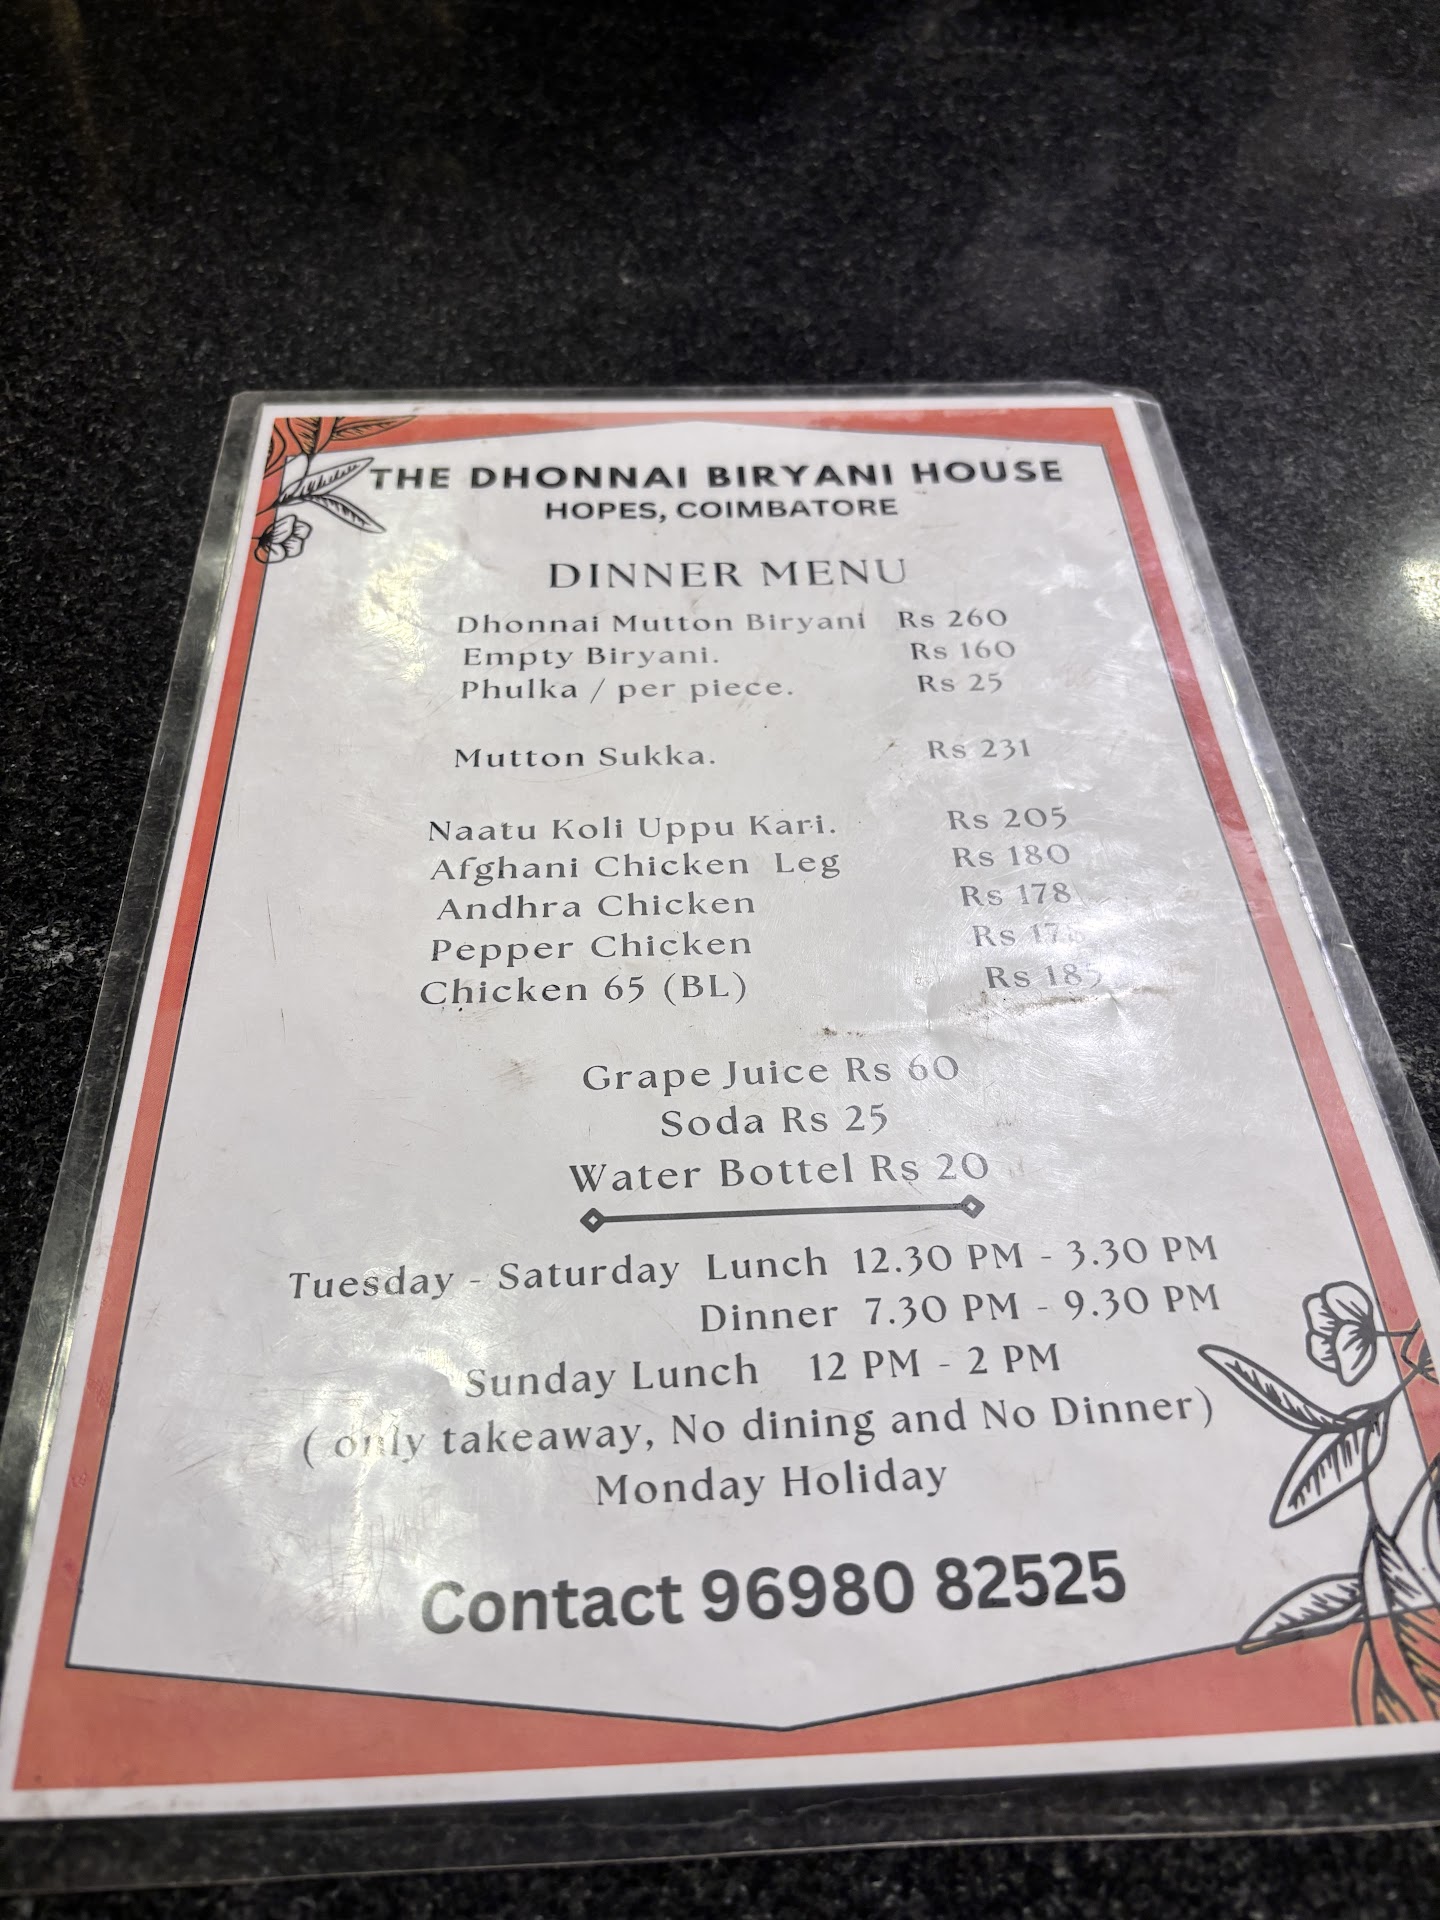 THE DHONNAI BIRYANI HOUSE
HOPES, COIMBATORE
DINNER MENU
Dhonnai Mutton Biryani Rs 260
Empty Biryani. Rs 160
Phulka / per piece. Rs 25
Mutton Sukka. Rs 231
Naatu Koli Uppu Kari. Rs 205
Afghani Chicken Leg Rs 180
Andhra Chicken Rs 178
Pepper Chicken Rs
Chicken 65 (BL) Rs 185
Grape Juice Rs 60
Soda Rs 25
Water Bottel Rs 20
Tuesday - Saturday Lunch 12.30 PM - 3.30 PM
Dinner 7.30 PM - 9.30 PM
Sunday Lunch 12 PM - 2 PM
( only takeaway, No dining and No Dinner)
Monday Holiday
Contact 96980 82525